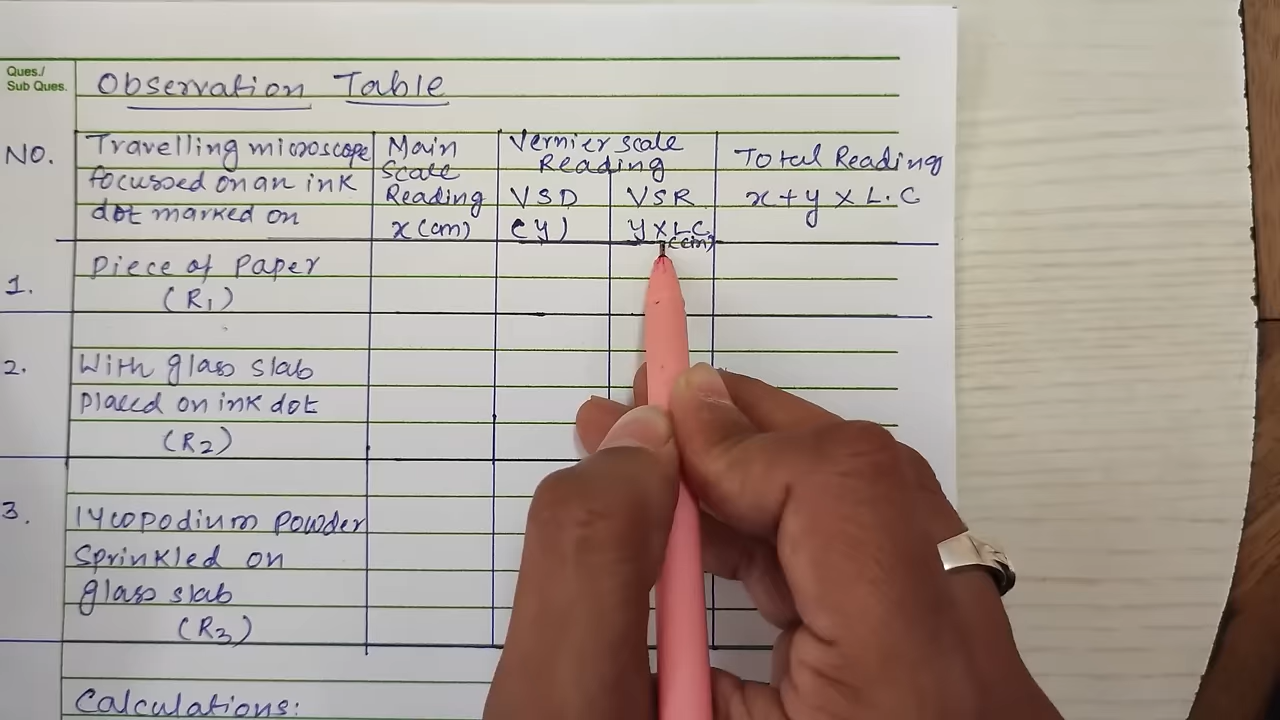 Ques./
Sub Ques.
Observation Table
NO.
Travelling microscope
focussed on an ink
dot marked on
Main
Scale
Reading
x (cm)
Vernier scale
Reading
VSD
(y)
VSR
y × LC
(cm)
Total Reading
x + y × L.C
1.
Piece of Paper
(R1)
2.
With glass slab
Placed on ink dot
(R2)
3.
lycopodium powder
Sprinkled on
glass slab
(R3)
Calculations: